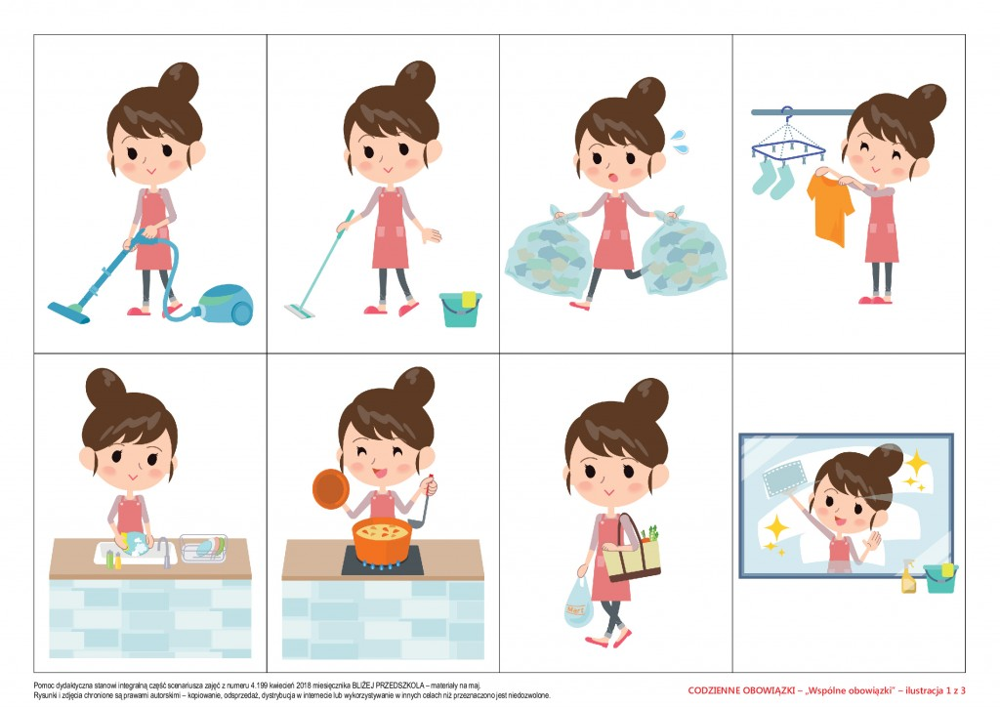 Mart
Pomoc dydaktyczna stanowi integralną część scenariusza zajęć z numeru 4.199 kwiecień 2018 miesięcznika BLIŻEJ PRZEDSZKOLA – materiały na maj.
Rysunki i zdjęcia chronione są prawami autorskimi – kopiowanie, odsprzedaż, dystrybucja w internecie lub wykorzystywanie w innych celach niż przeznaczono jest niedozwolone.
CODZIENNE OBOWIĄZKI – „Wspólne obowiązki” – ilustracja 1 z 3